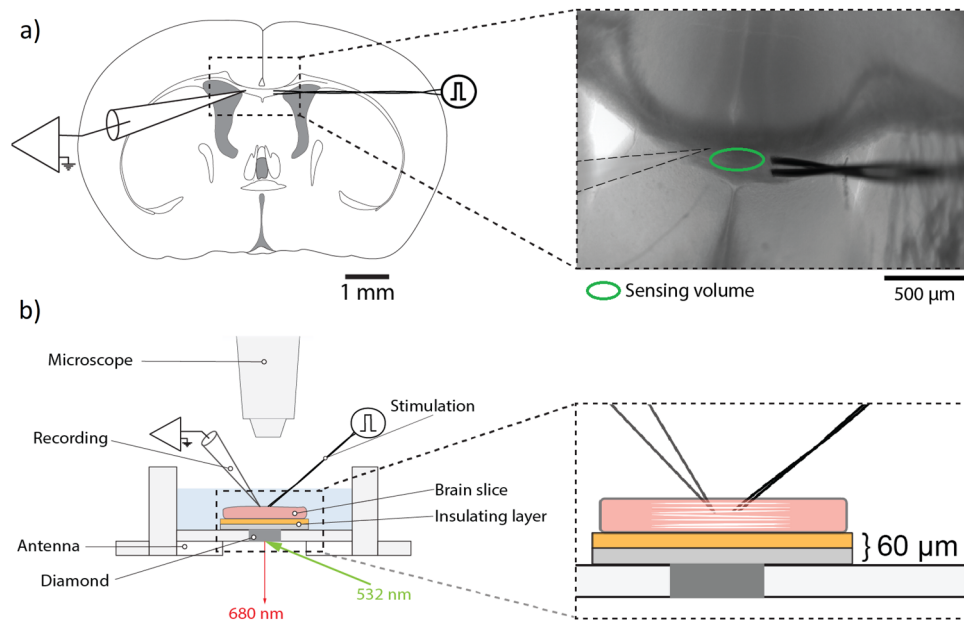 a)
1 mm
Sensing volume
500 µm
b)
Microscope
Stimulation
Recording
Brain slice
Insulating layer
60 µm
Antenna
Diamond
532 nm
680 nm